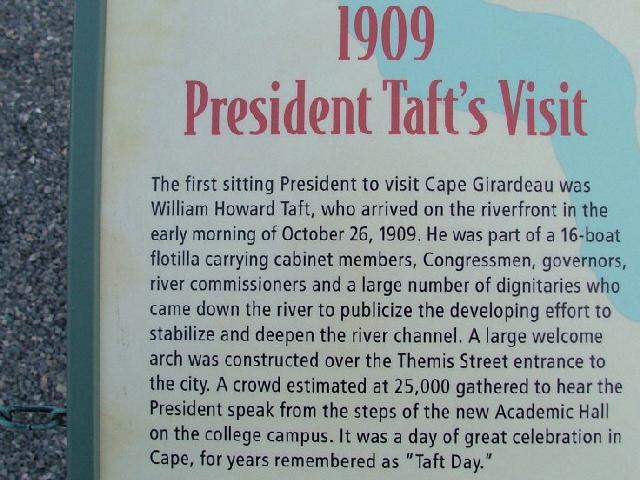 1909
President Taft's Visit
The first sitting President to visit Cape Girardeau was
William Howard Taft, who arrived on the riverfront in the
early morning of October 26, 1909. He was part of a 16-boat
flotilla carrying cabinet members, Congressmen, governors,
river commissioners and a large number of dignitaries who
came down the river to publicize the developing effort to
stabilize and deepen the river channel. A large welcome
arch was constructed over the Themis Street entrance to
the city. A crowd estimated at 25,000 gathered to hear the
President speak from the steps of the new Academic Hall
on the college campus. It was a day of great celebration in
Cape, for years remembered as "Taft Day."